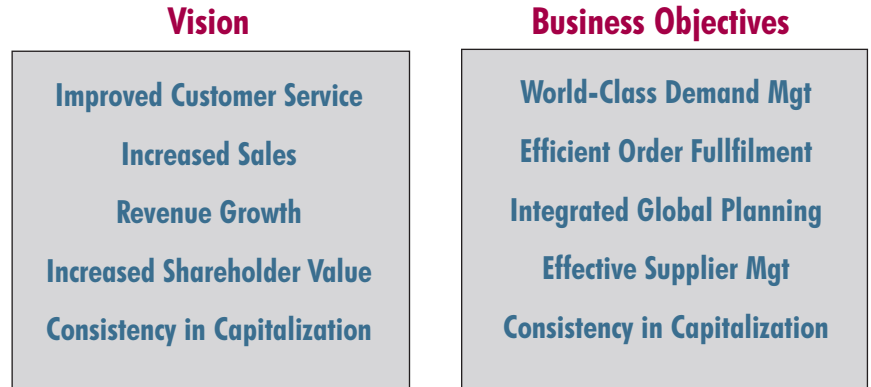 Vision
Improved Customer Service
Increased Sales
Revenue Growth
Increased Shareholder Value
Consistency in Capitalization
Business Objectives
World-Class Demand Mgt
Efficient Order Fullfilment
Integrated Global Planning
Effective Supplier Mgt
Consistency in Capitalization